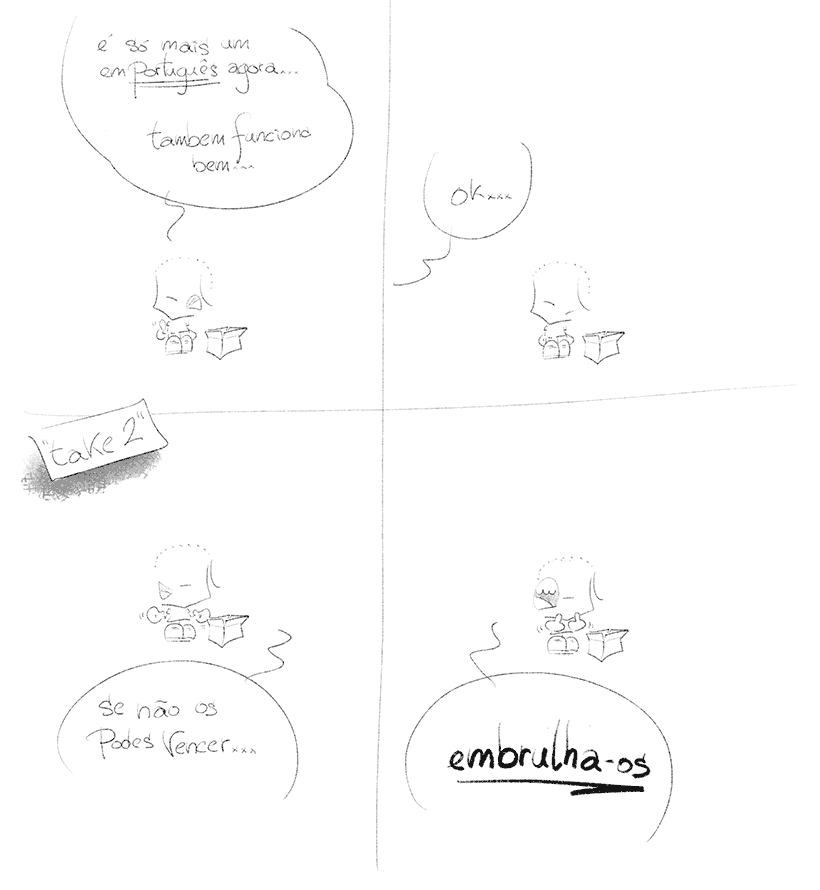 é só mais um
em Português agora...
tambem funciona
bem...
ok...
"take 2"
se não os
Podes Vencer...
embrulha-os